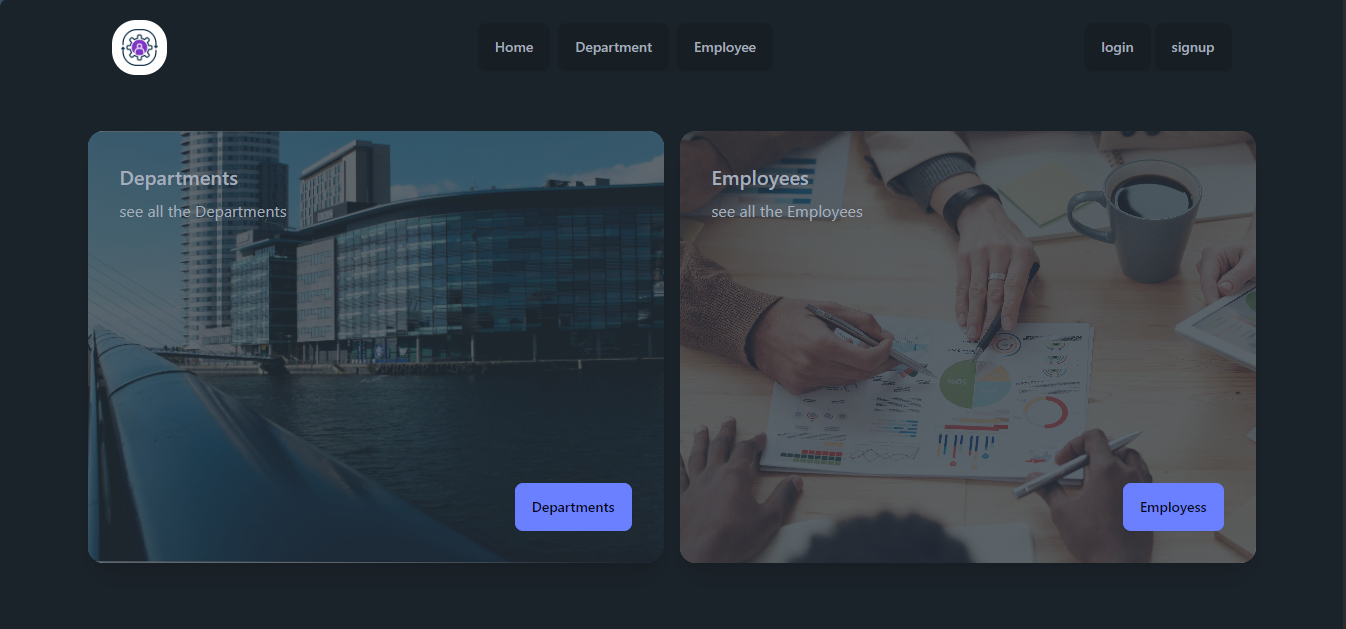 Home
Department
Employee
login
signup
Departments
see all the Departments
Departments
Employees
see all the Employees
Employess